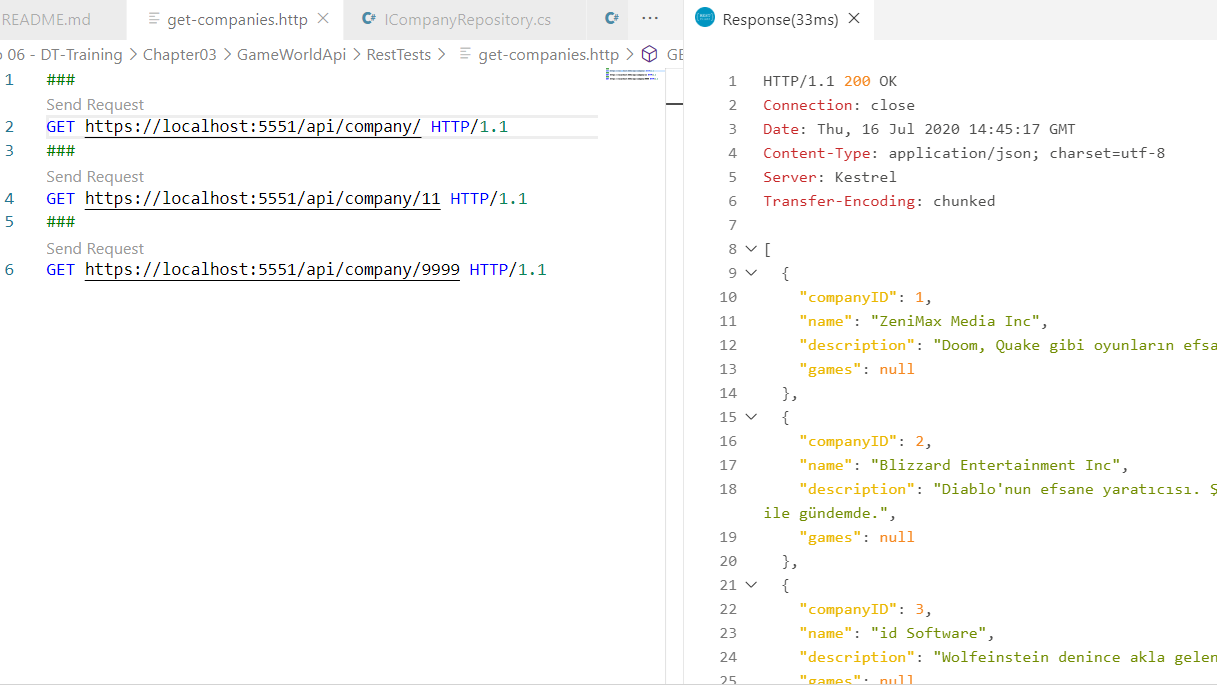 README.md
get-companies.http
ICompanyRepository.cs
06 - DT-Training > Chapter03 > GameWorldApi > RestTests > get-companies.http >
1 ###
Send Request
2 GET https://localhost:5551/api/company/ HTTP/1.1
3 ###
Send Request
4 GET https://localhost:5551/api/company/11 HTTP/1.1
5 ###
Send Request
6 GET https://localhost:5551/api/company/9999 HTTP/1.1
Response(33ms)
1 HTTP/1.1 200 OK
2 Connection: close
3 Date: Thu, 16 Jul 2020 14:45:17 GMT
4 Content-Type: application/json; charset=utf-8
5 Server: Kestrel
6 Transfer-Encoding: chunked
7
8 [
9 {
10 "companyID": 1,
11 "name": "ZeniMax Media Inc",
12 "description": "Doom, Quake gibi oyunların efsa
13 "games": null
14 },
15 {
16 "companyID": 2,
17 "name": "Blizzard Entertainment Inc",
18 "description": "Diablo'nun efsane yaratıcısı. Ş
ile gündemde.",
19 "games": null
20 },
21 {
22 "companyID": 3,
23 "name": "id Software",
24 "description": "Wolfeinstein denince akla gelen
25 "games": null